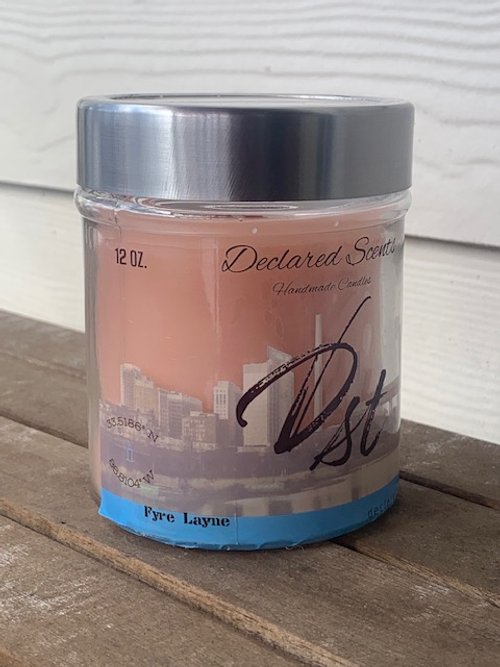 12 OZ.
Declared Scents
Handmade Candles
Dst
33.5186° N
86.8104° W
Fyre Layne